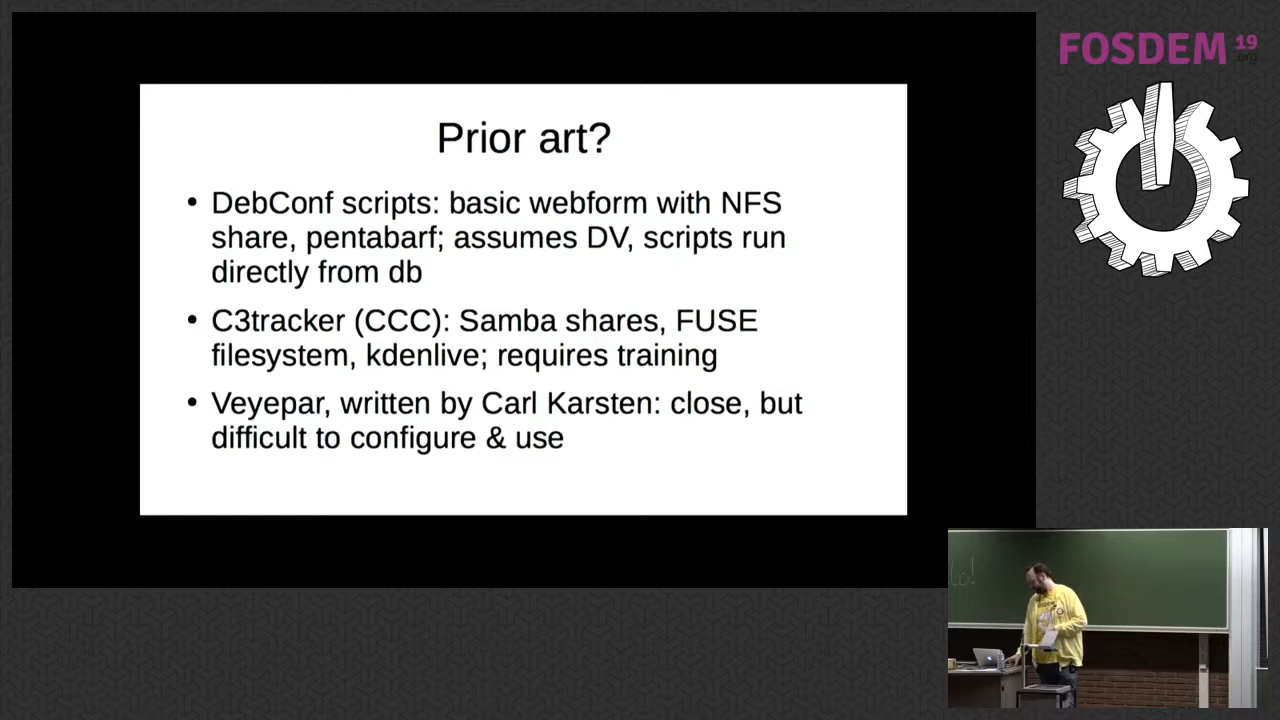 FOSDEM 19
.org
Prior art?
• DebConf scripts: basic webform with NFS
share, pentabarf; assumes DV, scripts run
directly from db
• C3tracker (CCC): Samba shares, FUSE
filesystem, kdenlive; requires training
• Veyepar, written by Carl Karsten: close, but
difficult to configure & use